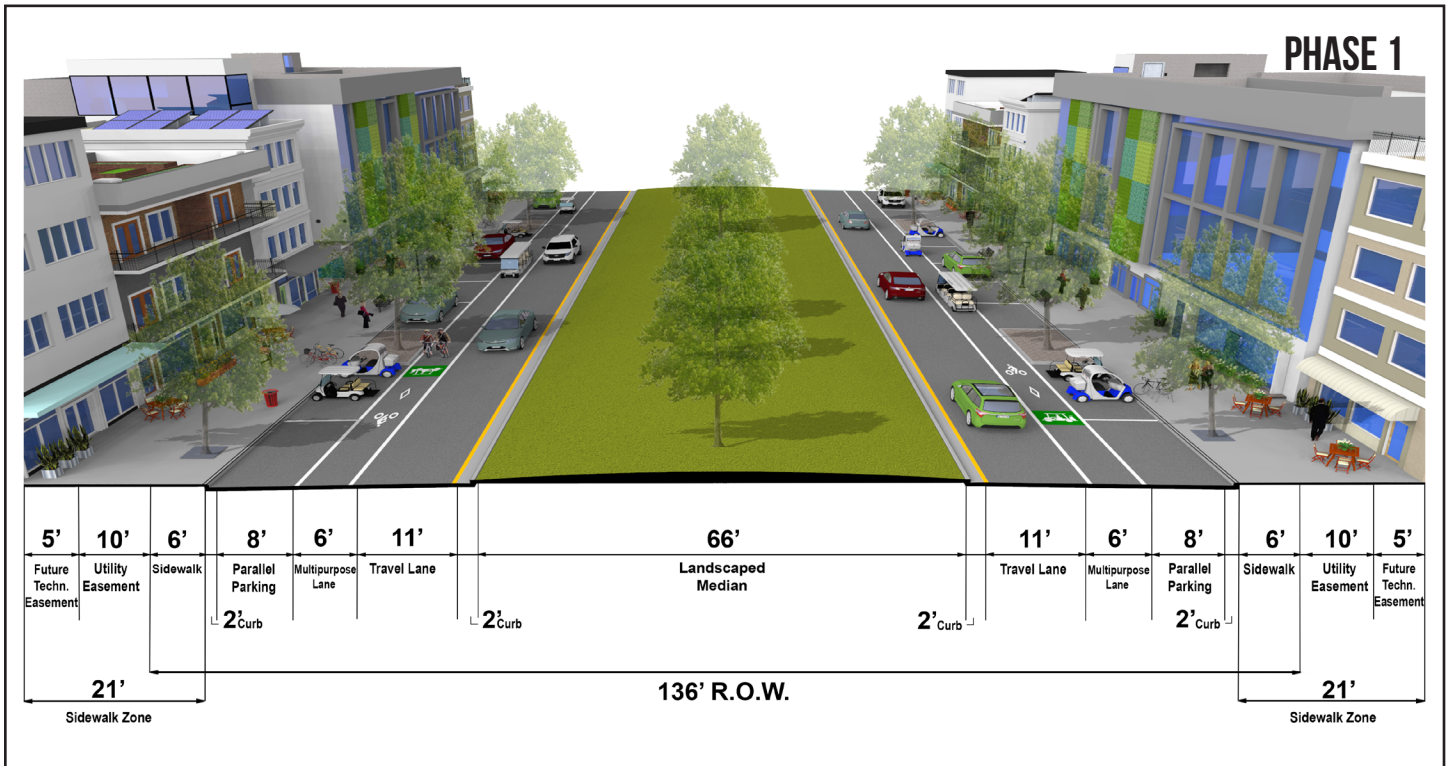 PHASE 1
5’ 10’ 6’ 8’ 6’ 11’ 66’ 11’ 6’ 8’ 6’ 10’ 5’
Future Techn. Easement
Utility Easement
Sidewalk
Parallel Parking
Multipurpose Lane
Travel Lane
Landscaped Median
Travel Lane
Multipurpose Lane
Parallel Parking
Sidewalk
Utility Easement
Future Techn. Easement
2’ Curb
2’ Curb
2’ Curb
2’ Curb
136’ R.O.W.
21’
Sidewalk Zone
21’
Sidewalk Zone